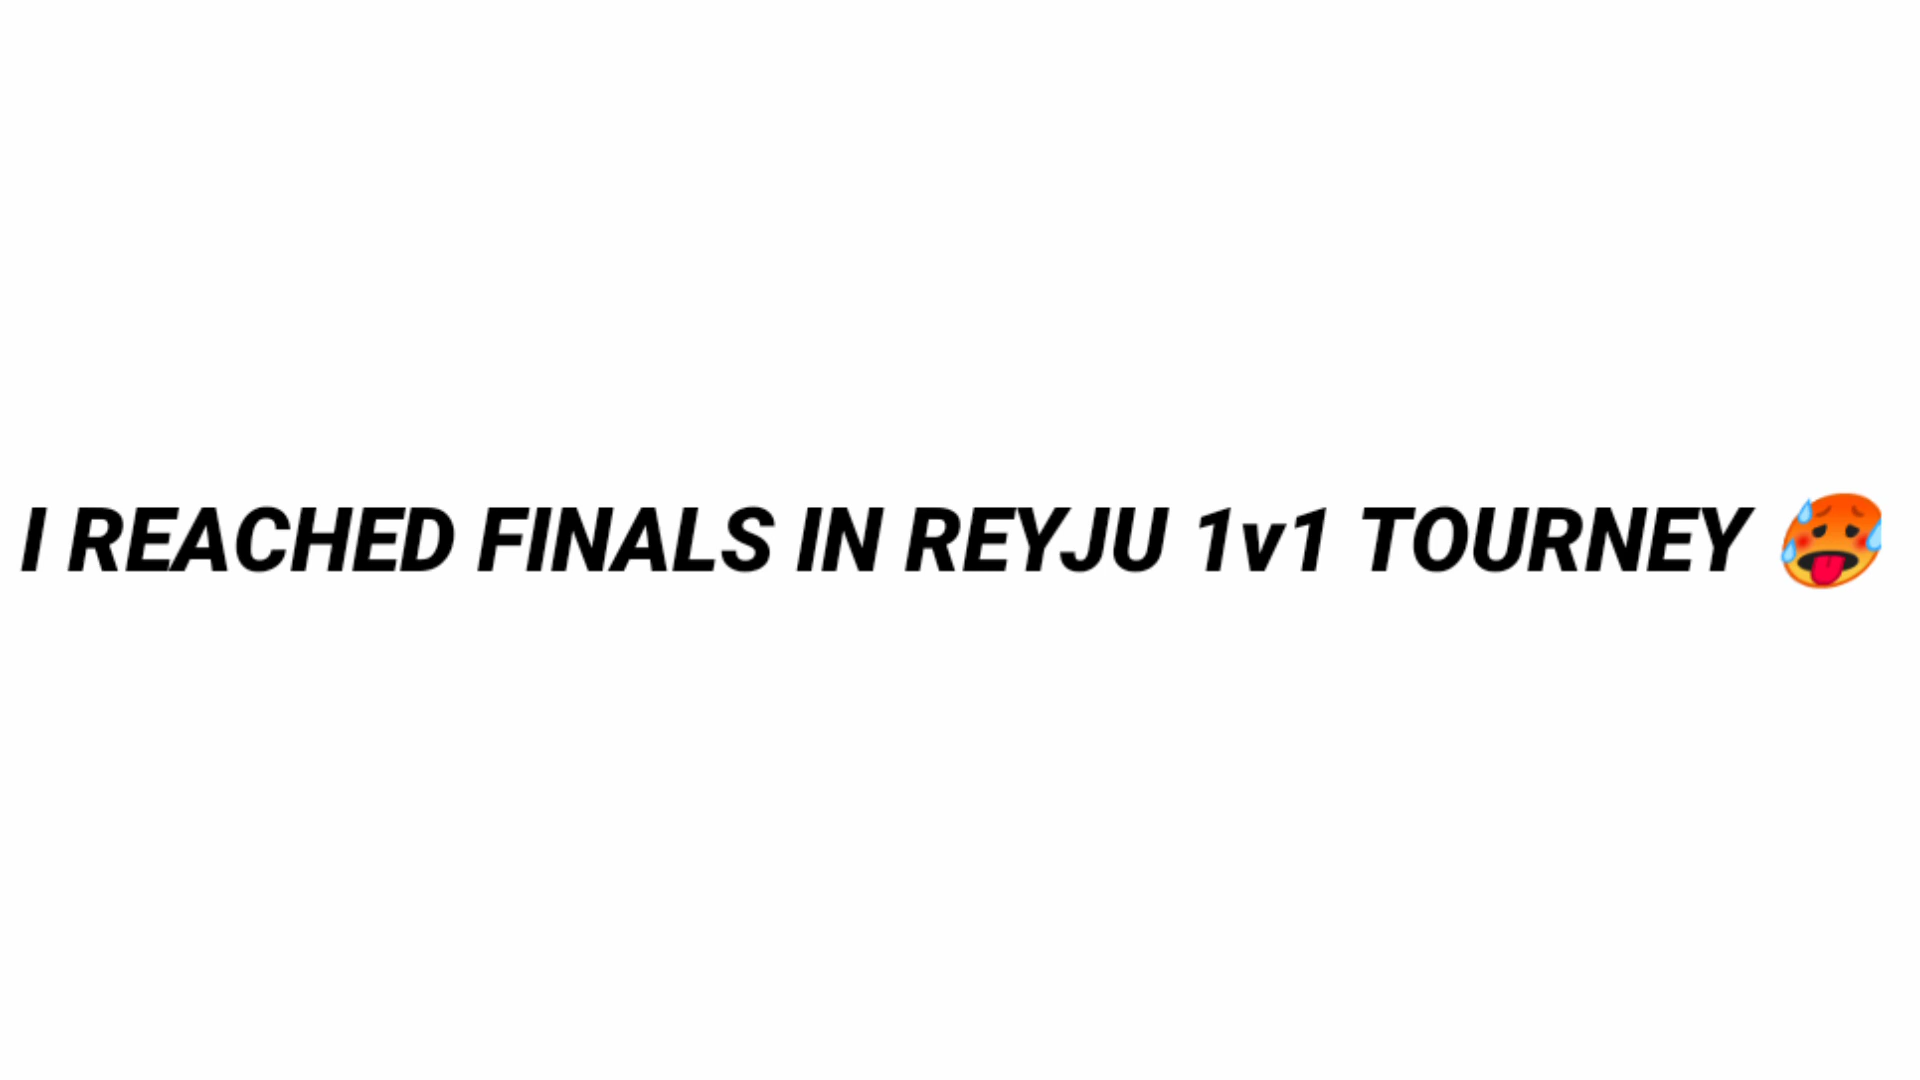 I REACHED FINALS IN REYJU 1v1 TOURNEY 🥵